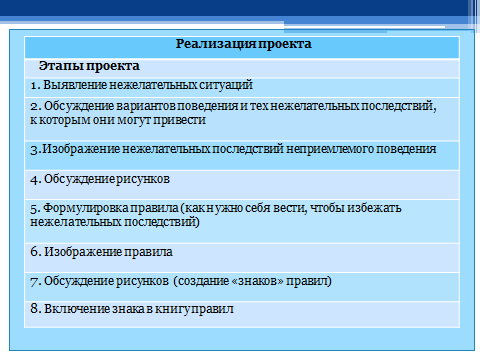 Реализация проекта
Этапы проекта
1. Выявление нежелательных ситуаций
2. Обсуждение вариантов поведения и тех нежелательных последствий,
к которым они могут привести
3.Изображение нежелательных последствий неприемлемого поведения
4. Обсуждение рисунков
5. Формулировка правила (как нужно себя вести, чтобы избежать
нежелательных последствий)
6. Изображение правила
7. Обсуждение рисунков (создание «знаков» правил)
8. Включение знака в книгу правил